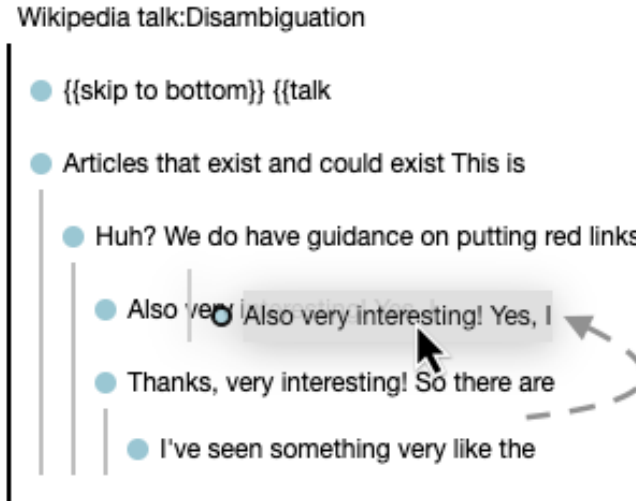 Wikipedia talk:Disambiguation
{{skip to bottom}} {{talk
Articles that exist and could exist This is
Huh? We do have guidance on putting red links
Also very interesting! Yes, I
Also very interesting! Yes, I
Thanks, very interesting! So there are
I've seen something very like the